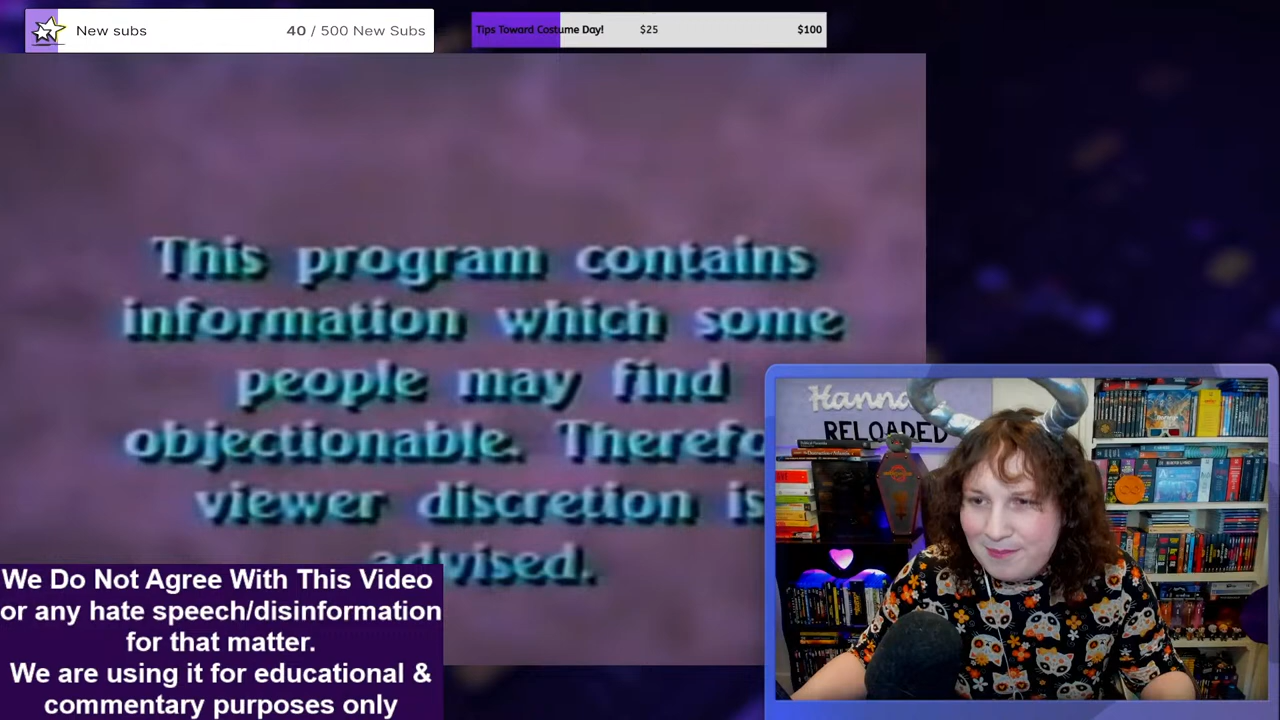 New subs
40 / 500 New Subs
Tips Toward Costume Day!
$25
$100
This program contains
information which some
people may find
objectionable. Therefo
viewer discretion is
advised.
Hanna
RELOADED
We Do Not Agree With This Video
or any hate speech/disinformation
for that matter.
We are using it for educational &
commentary purposes only